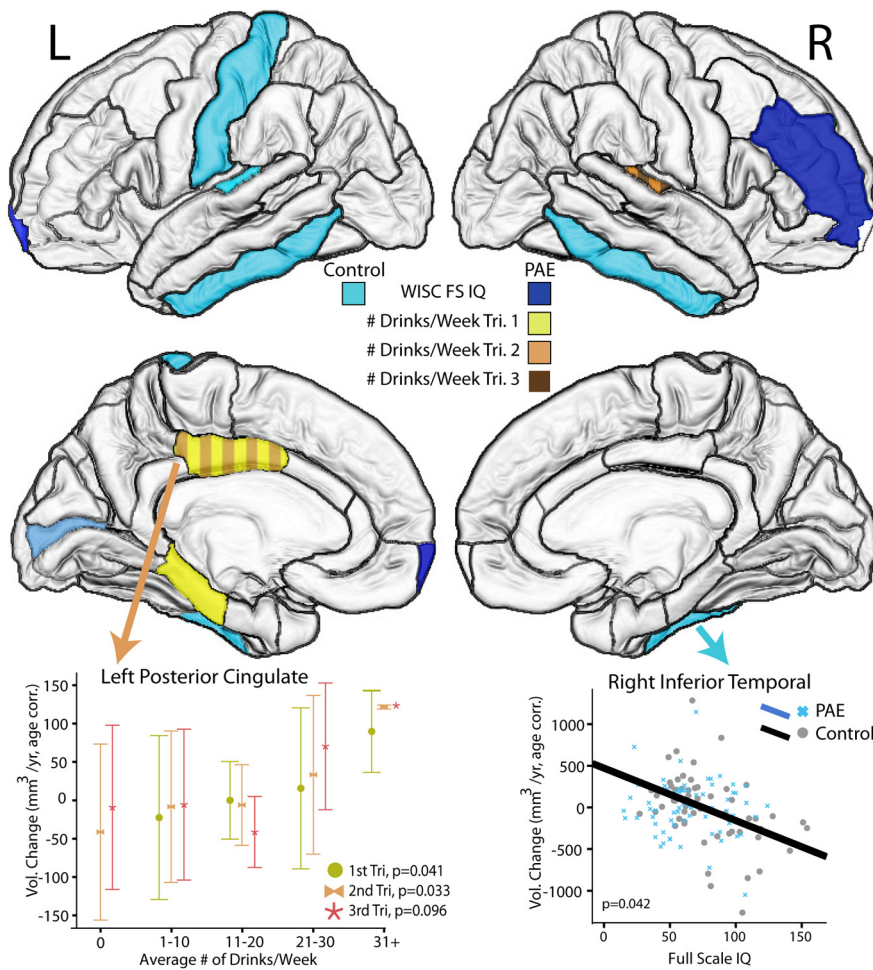 L
R
Control
PAE
WISC FS IQ
# Drinks/Week Tri. 1
# Drinks/Week Tri. 2
# Drinks/Week Tri. 3
Left Posterior Cingulate
Vol. Change (mm³/yr, age corr.)
150
100
50
0
-50
-100
-150
1st Tri, p=0.041
2nd Tri, p=0.033
3rd Tri, p=0.096
0
1-10
11-20
21-30
31+
Average # of Drinks/Week
Right Inferior Temporal
PAE
Control
Vol. Change (mm³/yr, age corr.)
1000
500
0
-500
-1000
p=0.042
0
50
100
150
Full Scale IQ